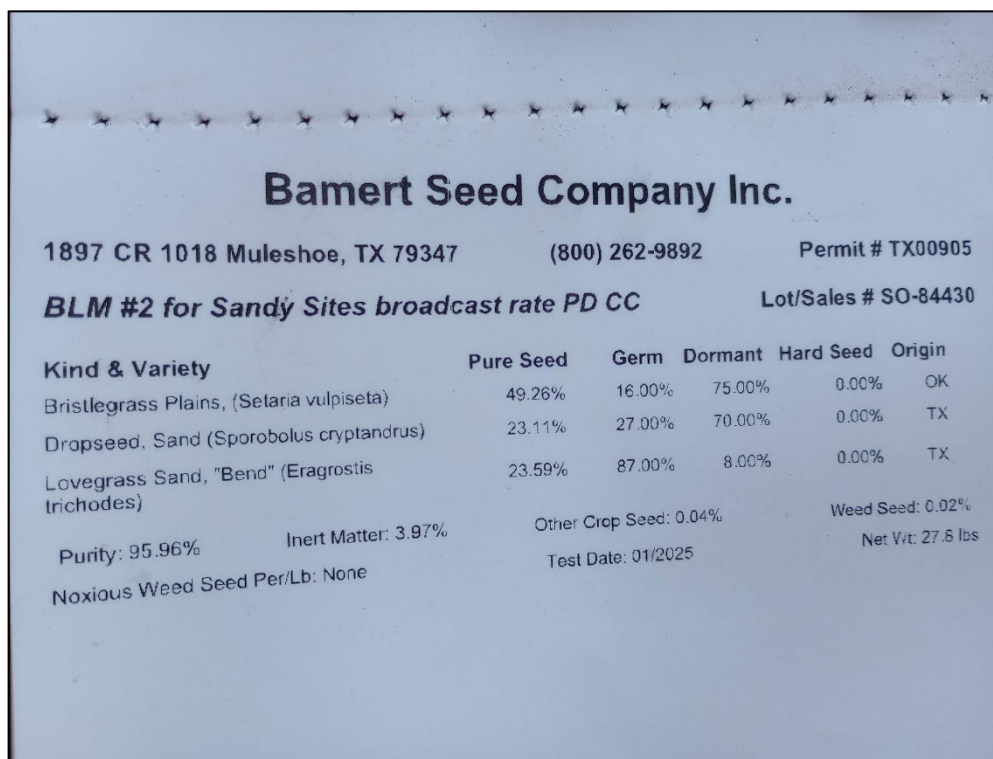 Bamert Seed Company Inc.
1897 CR 1018 Muleshoe, TX 79347 (800) 262-9892 Permit # TX00905
BLM #2 for Sandy Sites broadcast rate PD CC Lot/Sales # SO-84430
Kind & Variety Pure Seed Germ Dormant Hard Seed Origin
Bristlegrass Plains, (Setaria vulpiseta) 49.26% 16.00% 75.00% 0.00% OK
Dropseed, Sand (Sporobolus cryptandrus) 23.11% 27.00% 70.00% 0.00% TX
Lovegrass Sand, "Bend" (Eragrostis 23.59% 87.00% 8.00% 0.00% TX
trichodes)
Purity: 95.96% Inert Matter: 3.97% Other Crop Seed: 0.04% Weed Seed: 0.02%
Noxious Weed Seed Per/Lb: None Test Date: 01/2025 Net Wt: 27.8 lbs